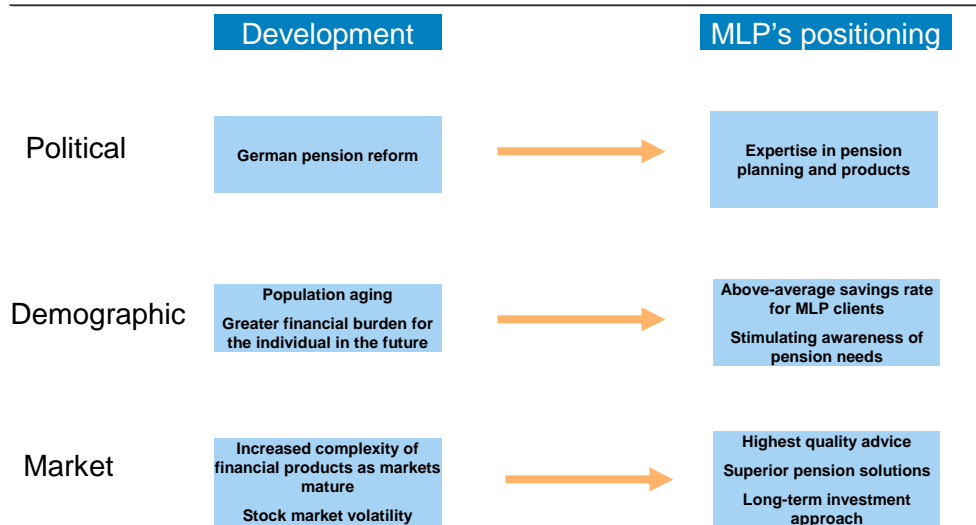 Development
MLP's positioning
Political
German pension reform
Expertise in pension
planning and products
Demographic
Population aging
Greater financial burden for
the individual in the future
Above-average savings rate
for MLP clients
Stimulating awareness of
pension needs
Market
Increased complexity of
financial products as markets
mature
Stock market volatility
Highest quality advice
Superior pension solutions
Long-term investment
approach